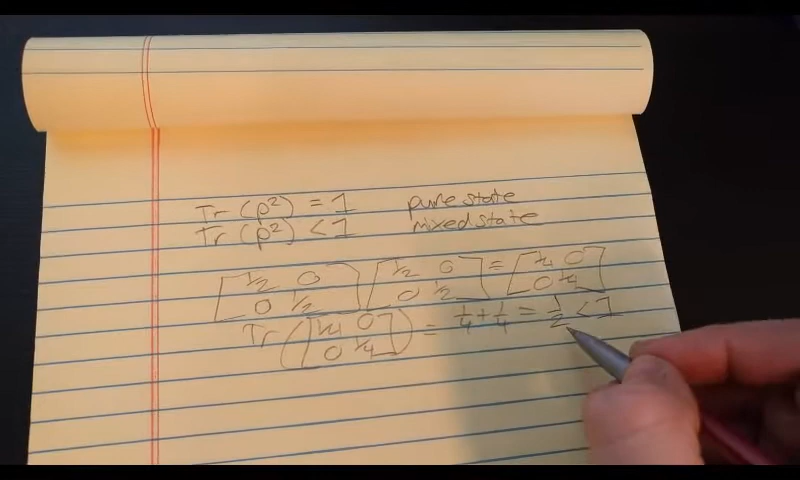 Tr (ρ²) = 1 pure state
Tr (ρ²) < 1 mixed state
[1/2 0 [1/2 0 = [1/4 0
0 1/2] 0 1/2] 0 1/4]
Tr ([1/4 0 = 1/4 + 1/4 = 1/2 < 1
0 1/4])